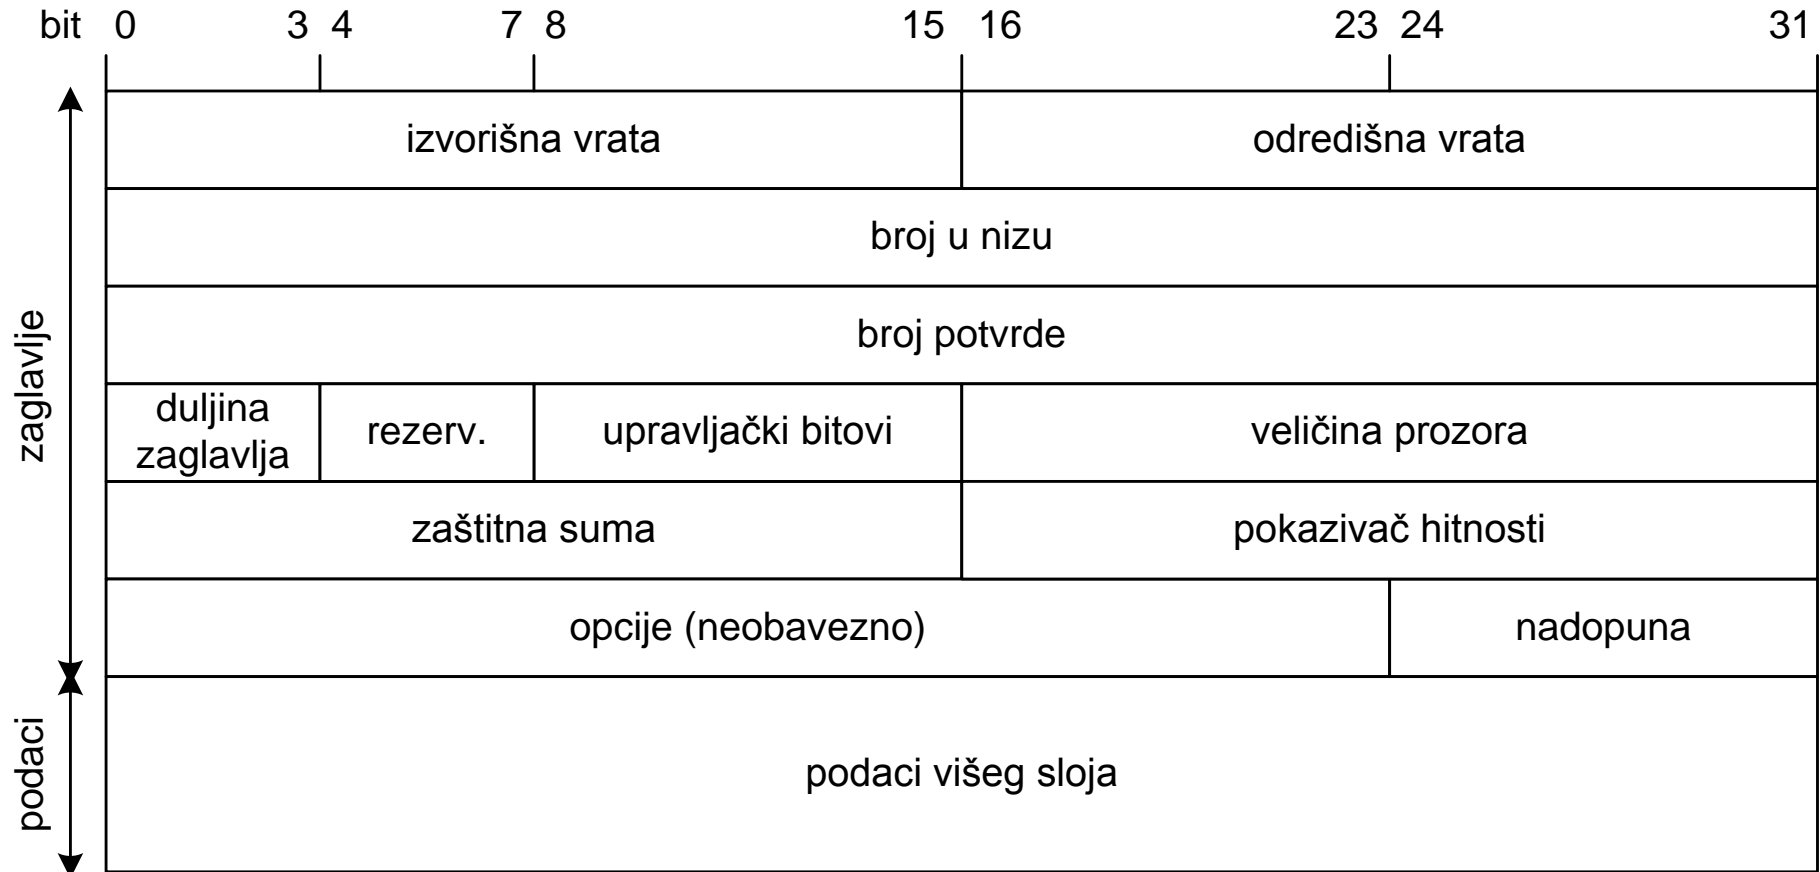 bit 0 3 4 7 8 15 16 23 24 31
izvorišna vrata odredišna vrata
broj u nizu
broj potvrde
zaglavlje
duljina
zaglavlja
rezerv. upravljački bitovi veličina prozora
zaštitna suma pokazivač hitnosti
opcije (neobavezno) nadopuna
podaci
podaci višeg sloja